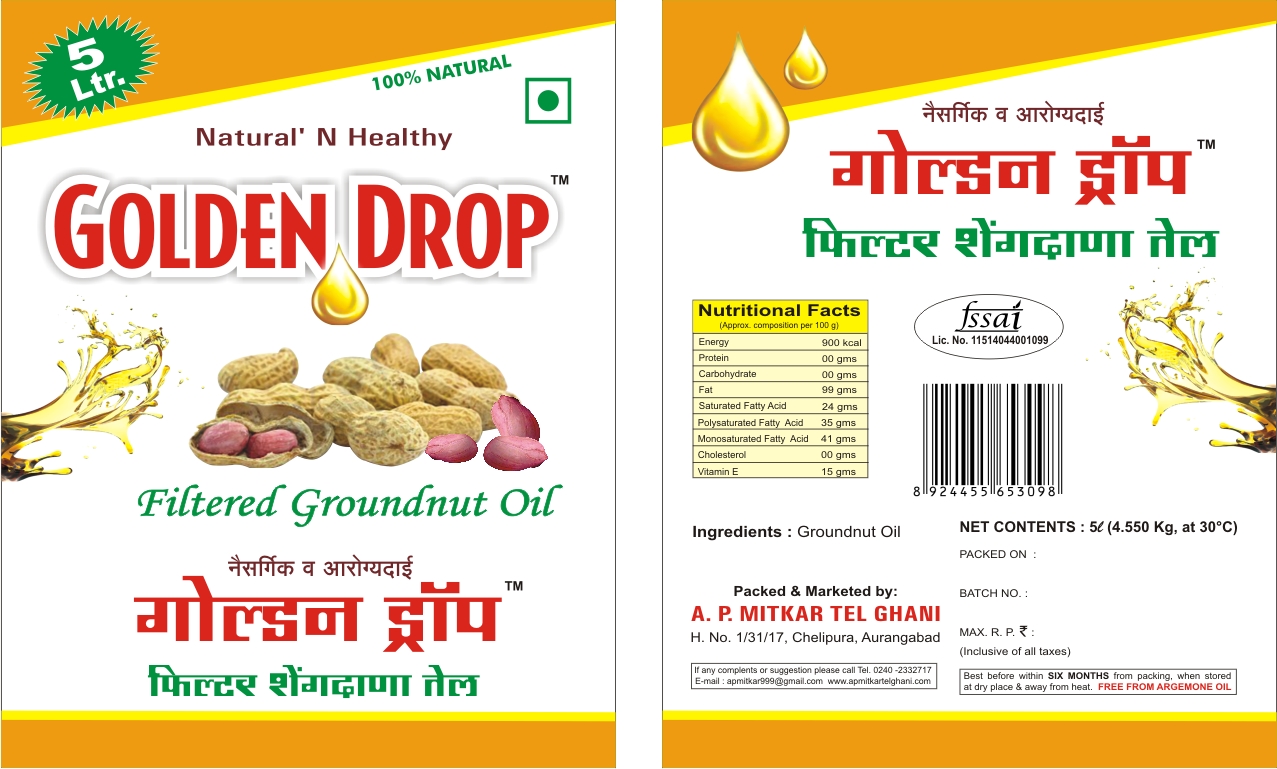 5
Ltr.
100% NATURAL
Natural' N Healthy
GOLDEN DROP TM
Filtered Groundnut Oil
नैसर्गिक व आरोग्यदाई
गोल्डन ड्रॉप TM
फिल्टर शेंगदाणा तेल
नैसर्गिक व आरोग्यदाई
गोल्डन ड्रॉप TM
फिल्टर शेंगदाणा तेल
Nutritional Facts
(Approx. composition per 100 g)
Energy 900 kcal
Protein 00 gms
Carbohydrate 00 gms
Fat 99 gms
Saturated Fatty Acid 24 gms
Polysaturated Fatty Acid 35 gms
Monosaturated Fatty Acid 41 gms
Cholesterol 00 gms
Vitamin E 15 gms
fssai
Lic. No. 11514044001099
8 924455 653098
Ingredients : Groundnut Oil
Packed & Marketed by:
A. P. MITKAR TEL GHANI
H. No. 1/31/17, Chelipura, Aurangabad
If any complents or suggestion please call Tel. 0240 -2332717
E-mail : apmitkar999@gmail.com www.apmitkartelghani.com
NET CONTENTS : 5ℓ (4.550 Kg, at 30°C)
PACKED ON :
BATCH NO. :
MAX. R. P. ₹ :
(Inclusive of all taxes)
Best before within SIX MONTHS from packing, when stored
at dry place & away from heat. FREE FROM ARGEMONE OIL